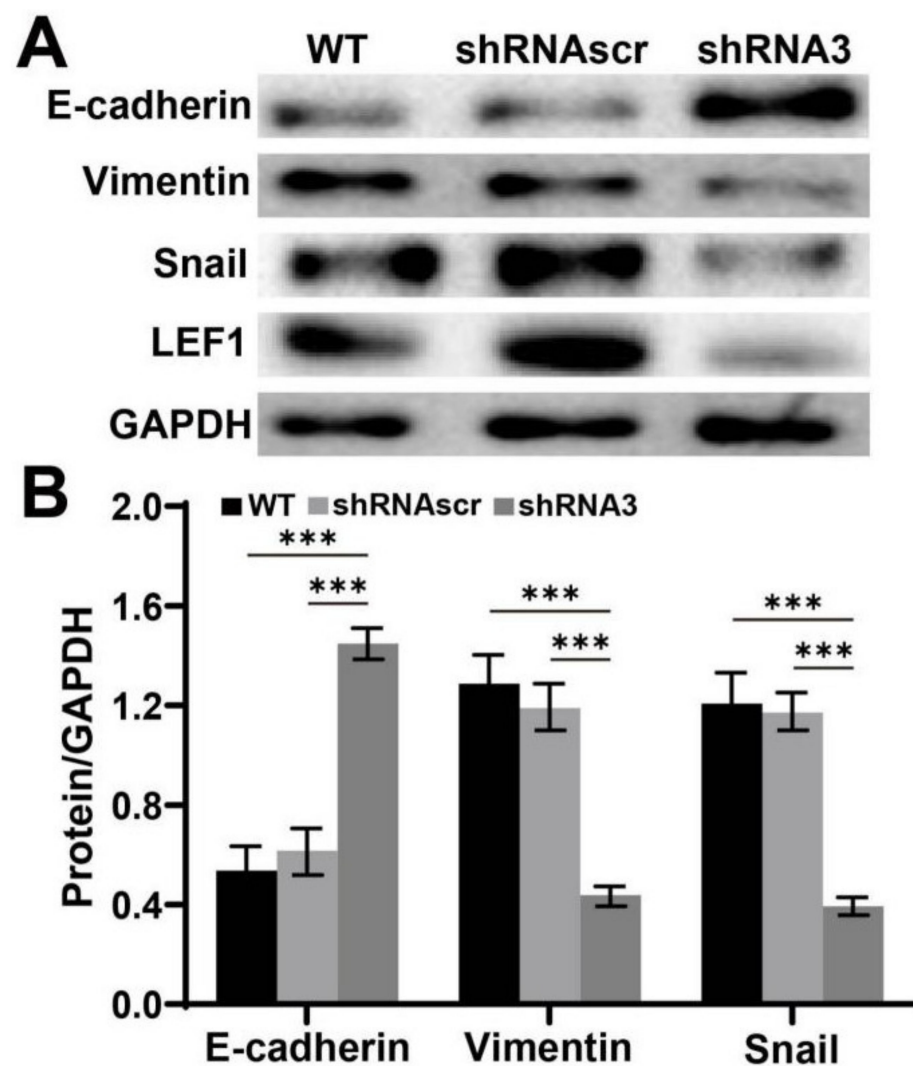 A
WT shRNAscr shRNA3
E-cadherin
Vimentin
Snail
LEF1
GAPDH
B
WT shRNAscr shRNA3
Protein/GAPDH
2.0
1.6
1.2
0.8
0.4
0.0
***
***
***
***
***
***
E-cadherin Vimentin Snail